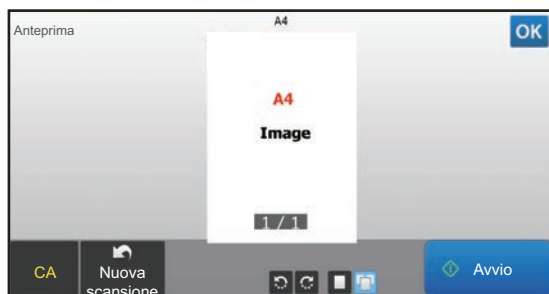 Anteprima
A4
OK
A4
Image
1 / 1
CA
Nuova
scansione
Avvio